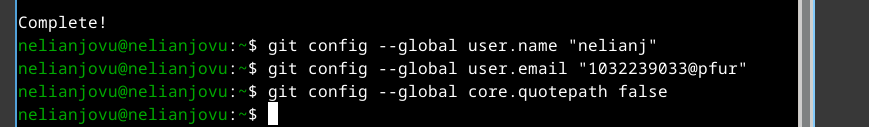 Complete!
nelianjovu@nelianjovu:~$ git config --global user.name "nelianj"
nelianjovu@nelianjovu:~$ git config --global user.email "1032239033@pfur"
nelianjovu@nelianjovu:~$ git config --global core.quotepath false
nelianjovu@nelianjovu:~$